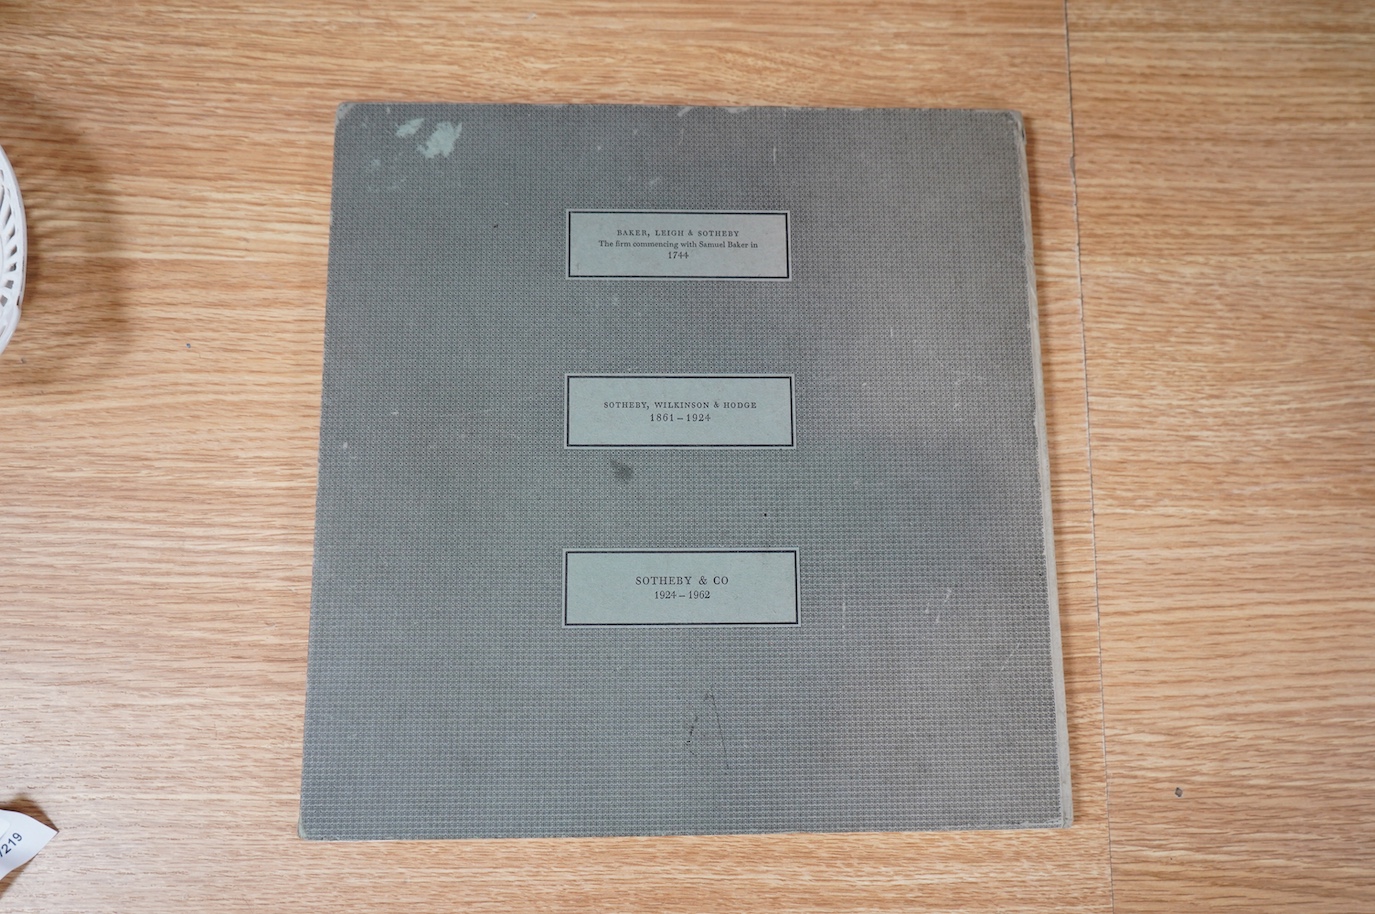 BAKER, LEIGH & SOTHEBY
The firm commencing with Samuel Baker in
1744
SOTHEBY, WILKINSON & HODGE
1861 – 1924
SOTHEBY & CO
1924 – 1962